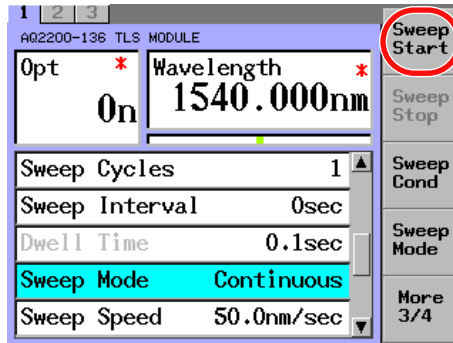 1 2 3
AQ2200-136 TLS MODULE
Opt *
On
Wavelength *
1540.000nm
Sweep Cycles 1
Sweep Interval 0sec
Dwell Time 0.1sec
Sweep Mode Continuous
Sweep Speed 50.0nm/sec
Sweep
Start
Sweep
Stop
Sweep
Cond
Sweep
Mode
More
3/4